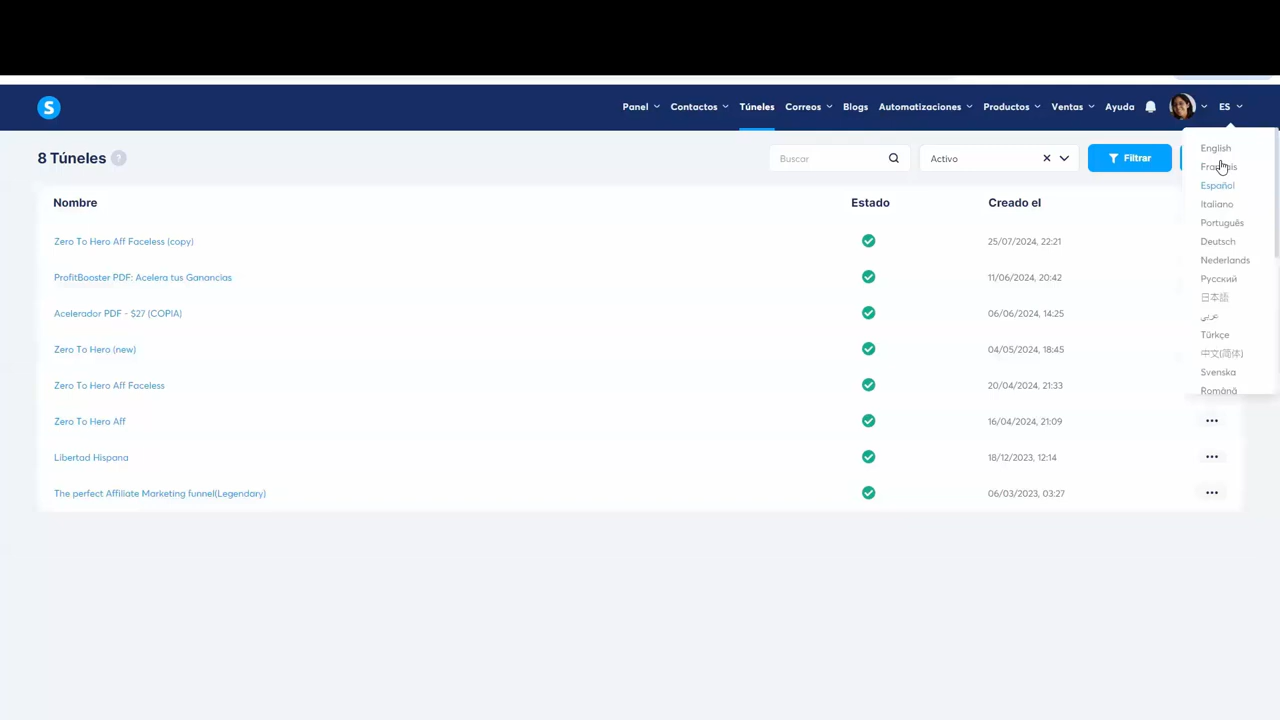 S
Panel
Contactos
Túneles
Correos
Blogs
Automatizaciones
Productos
Ventas
Ayuda
ES
8 Túneles
?
Buscar
Activo
Filtrar
English
Français
Español
Italiano
Português
Deutsch
Nederlands
Русский
日本語
عربي
Türkçe
中文(简体)
Svenska
Română
Nombre Estado Creado el
Zero To Hero Aff Faceless (copy) 25/07/2024, 22:21
ProfitBooster PDF: Acelera tus Ganancias 11/06/2024, 20:42
Acelerador PDF - $27 (COPIA) 06/06/2024, 14:25
Zero To Hero (new) 04/05/2024, 18:45
Zero To Hero Aff Faceless 20/04/2024, 21:33
Zero To Hero Aff 16/04/2024, 21:09
Libertad Hispana 18/12/2023, 12:14
The perfect Affiliate Marketing funnel(Legendary) 06/03/2023, 03:27